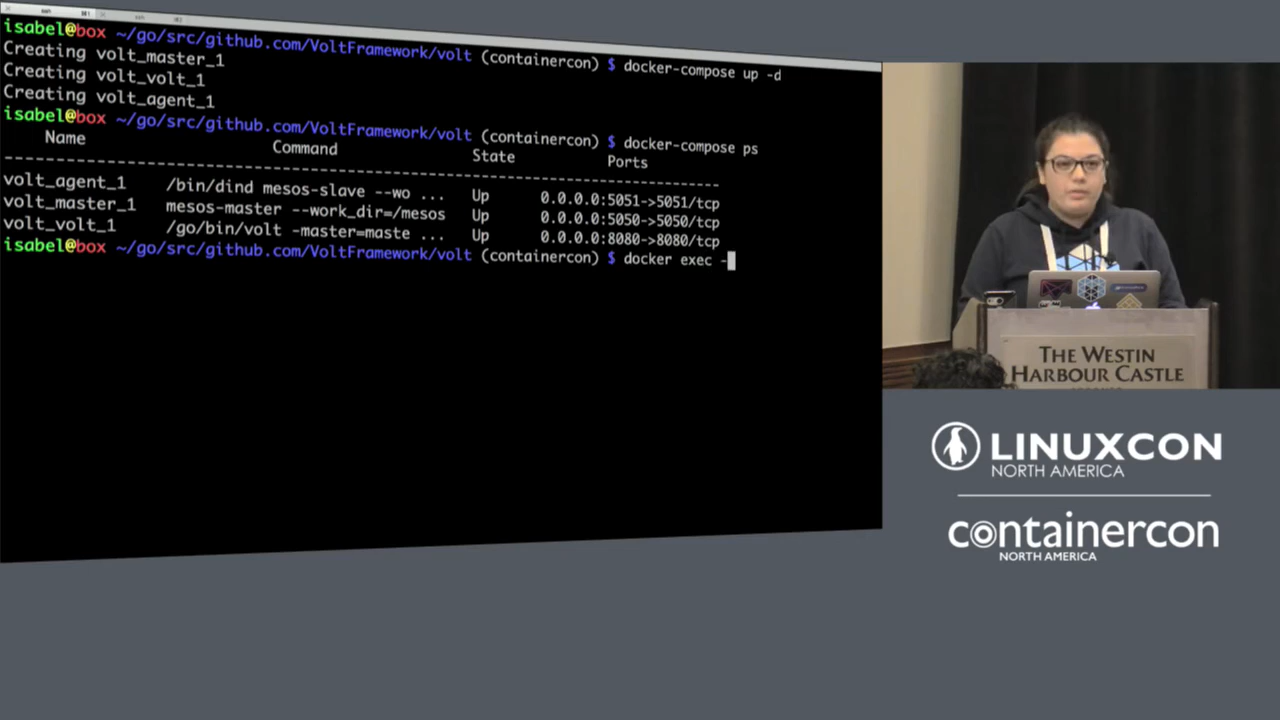 isabel@box ~/go/src/github.com/VoltFramework/volt (containercon) $ docker-compose up -d
Creating volt_master_1
Creating volt_volt_1
Creating volt_agent_1
isabel@box ~/go/src/github.com/VoltFramework/volt (containercon) $ docker-compose ps
Name Command State Ports
--------------------------------------------------------------------------------
volt_agent_1 /bin/dind mesos-slave --wo ... Up 0.0.0.0:5051->5051/tcp
volt_master_1 mesos-master --work_dir=/mesos Up 0.0.0.0:5050->5050/tcp
volt_volt_1 /go/bin/volt -master=maste ... Up 0.0.0.0:8080->8080/tcp
isabel@box ~/go/src/github.com/VoltFramework/volt (containercon) $ docker exec -
THE WESTIN
HARBOUR CASTLE
LINUXCON
NORTH AMERICA
containercon
NORTH AMERICA